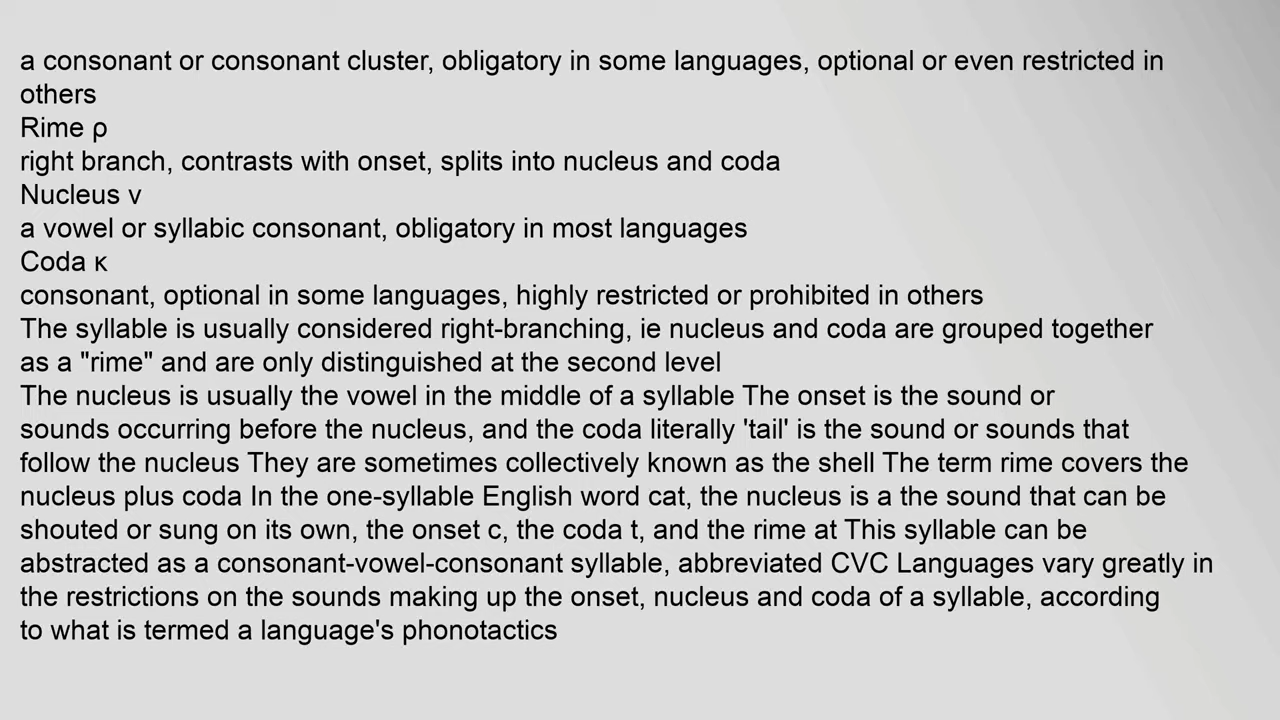 a consonant or consonant cluster, obligatory in some languages, optional or even restricted in
others
Rime ρ
right branch, contrasts with onset, splits into nucleus and coda
Nucleus ν
a vowel or syllabic consonant, obligatory in most languages
Coda κ
consonant, optional in some languages, highly restricted or prohibited in others
The syllable is usually considered right-branching, ie nucleus and coda are grouped together
as a "rime" and are only distinguished at the second level
The nucleus is usually the vowel in the middle of a syllable The onset is the sound or
sounds occurring before the nucleus, and the coda literally 'tail' is the sound or sounds that
follow the nucleus They are sometimes collectively known as the shell The term rime covers the
nucleus plus coda In the one-syllable English word cat, the nucleus is a the sound that can be
shouted or sung on its own, the onset c, the coda t, and the rime at This syllable can be
abstracted as a consonant-vowel-consonant syllable, abbreviated CVC Languages vary greatly in
the restrictions on the sounds making up the onset, nucleus and coda of a syllable, according
to what is termed a language's phonotactics